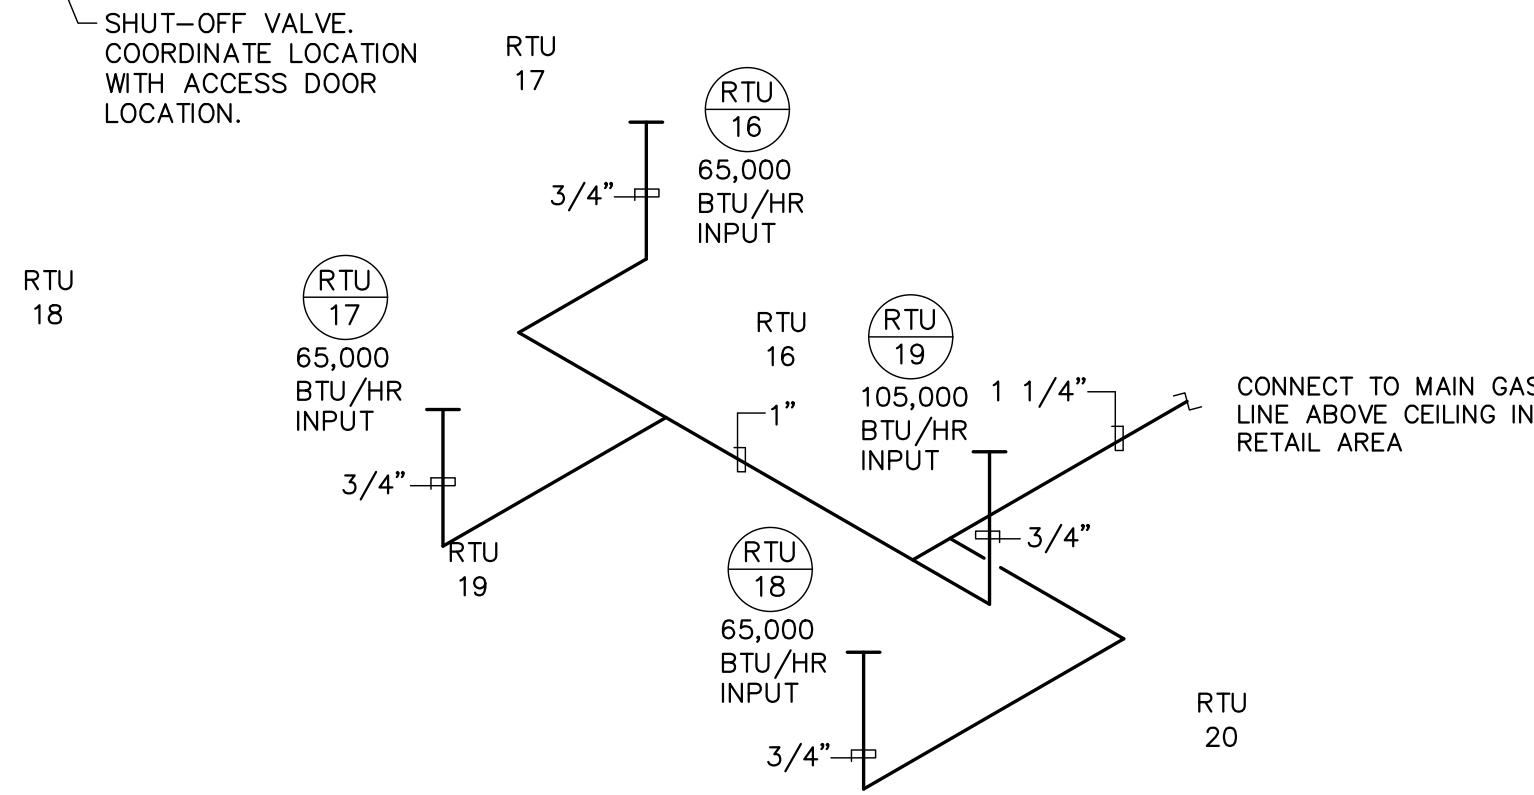 SHUT-OFF VALVE.
COORDINATE LOCATION
WITH ACCESS DOOR
LOCATION.
RTU
17
RTU
16
65,000
BTU/HR
INPUT
3/4”
RTU
18
RTU
17
65,000
BTU/HR
INPUT
3/4”
RTU
16
1”
RTU
19
105,000
BTU/HR
INPUT
1 1/4”
CONNECT TO MAIN GAS
LINE ABOVE CEILING IN
RETAIL AREA
3/4”
RTU
19
RTU
18
65,000
BTU/HR
INPUT
3/4”
RTU
20